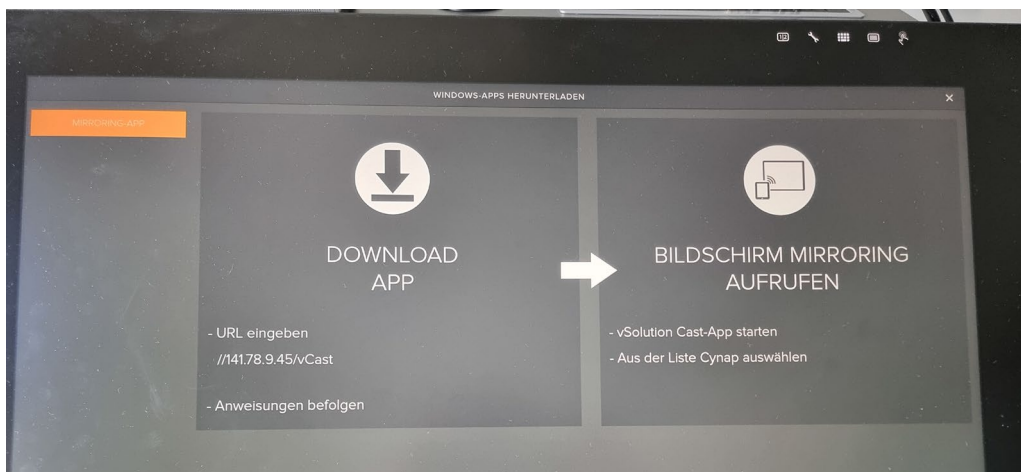 WINDOWS-APPS HERUNTERLADEN
MIRRORING APP
DOWNLOAD
APP
- URL eingeben
//141.78.9.45/vCast
- Anweisungen befolgen
BILDSCHIRM MIRRORING
AUFRUFEN
- vSolution Cast-App starten
- Aus der Liste Cynap auswählen